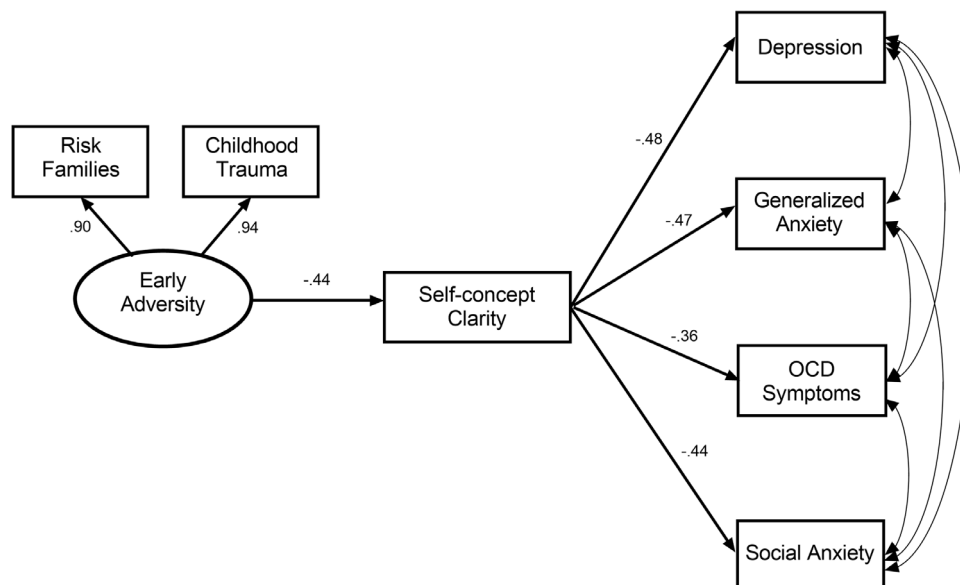 Depression
Risk
Families
Childhood
Trauma
-.48
Generalized
Anxiety
.90
.94
-.47
Early
Adversity
-.44
Self-concept
Clarity
-.36
OCD
Symptoms
-.44
Social Anxiety